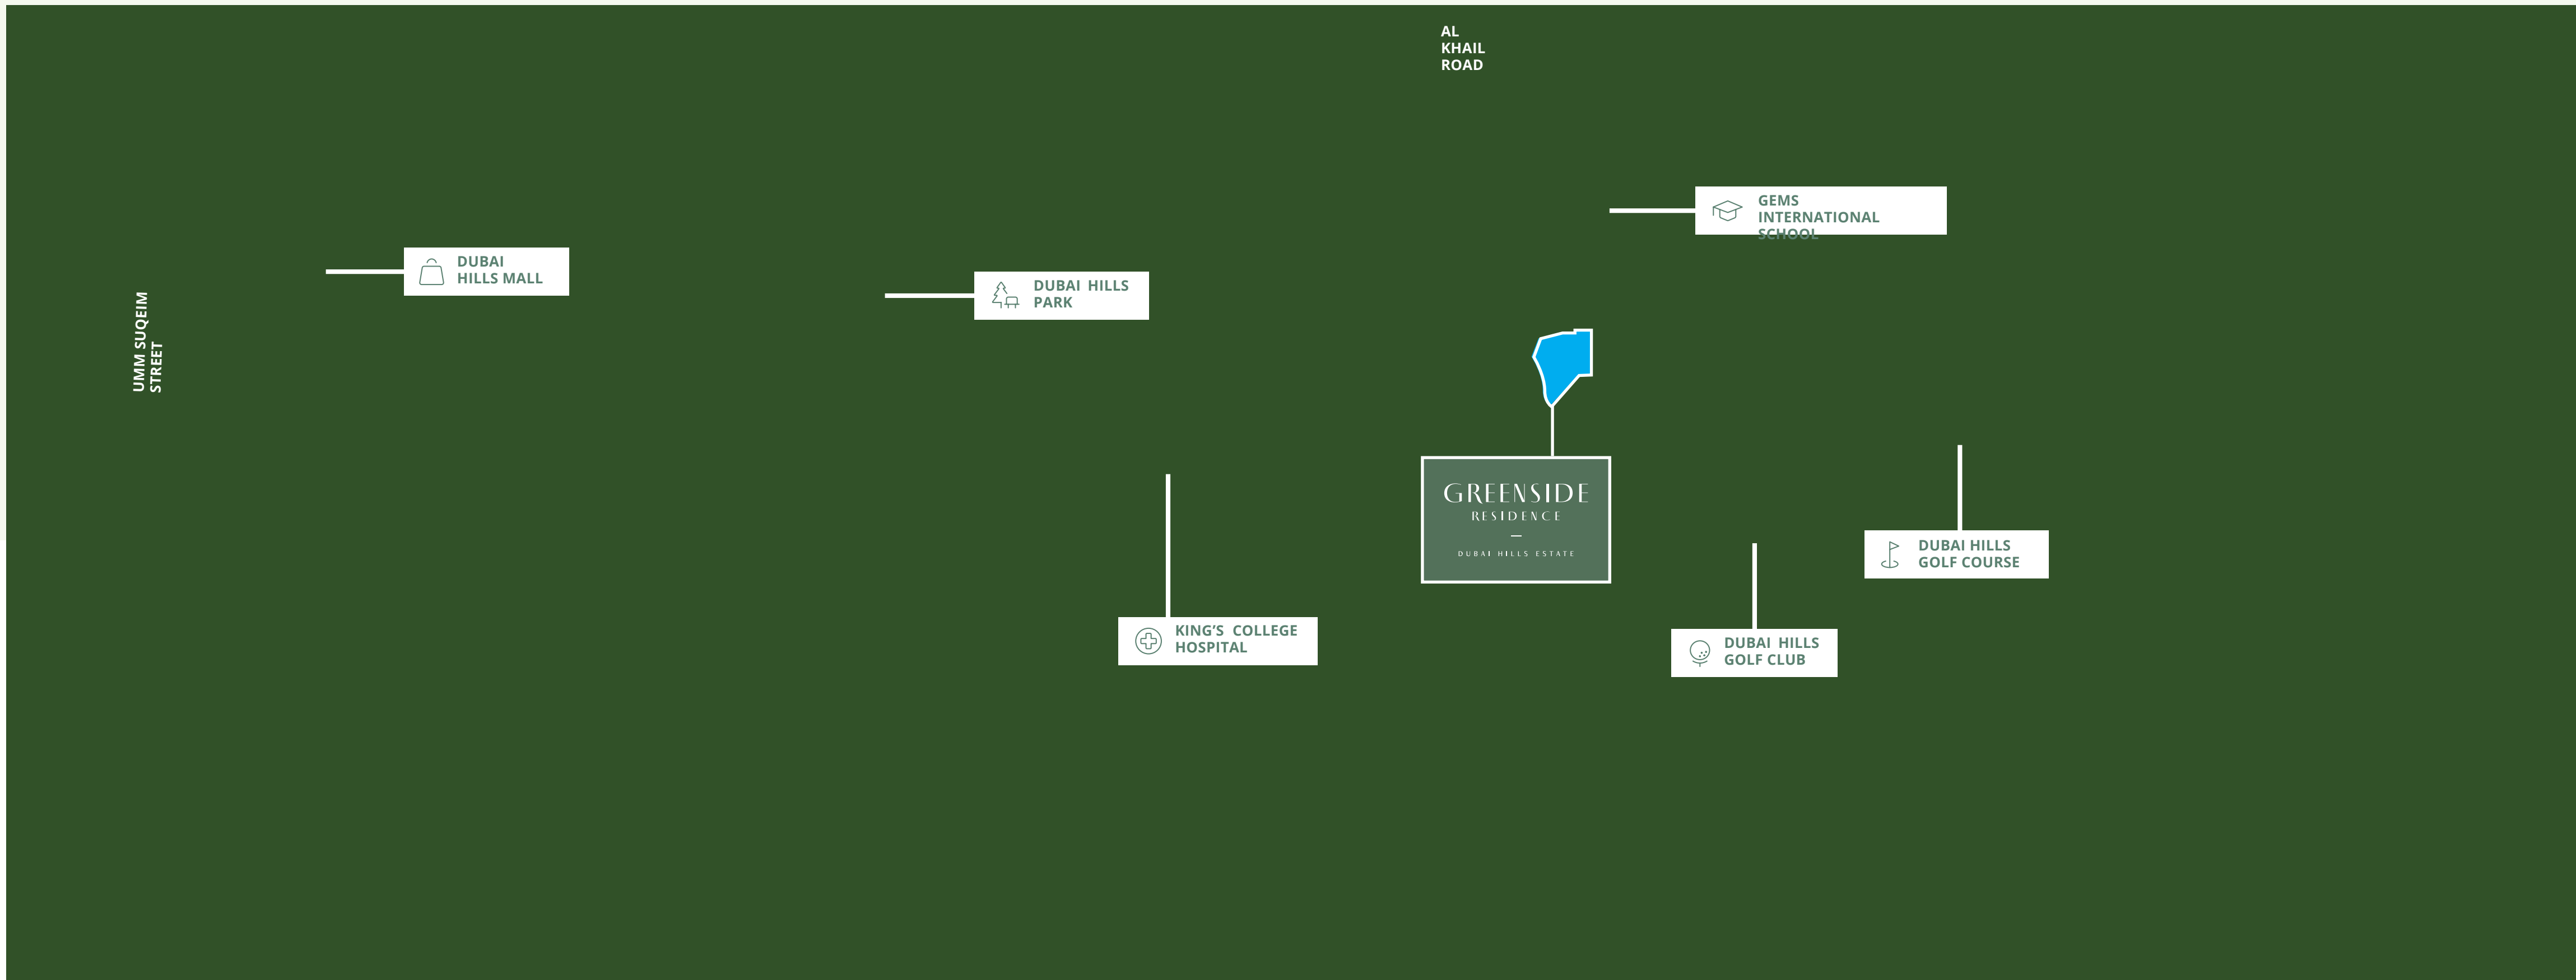 AL
KHAIL
ROAD
GEMS
INTERNATIONAL
SCHOOL
DUBAI
HILLS MALL
DUBAI HILLS
PARK
UMM SUQEIM
STREET
GREENSIDE
RESIDENCE
DUBAI HILLS ESTATE
DUBAI HILLS
GOLF COURSE
KING’S COLLEGE
HOSPITAL
DUBAI HILLS
GOLF CLUB